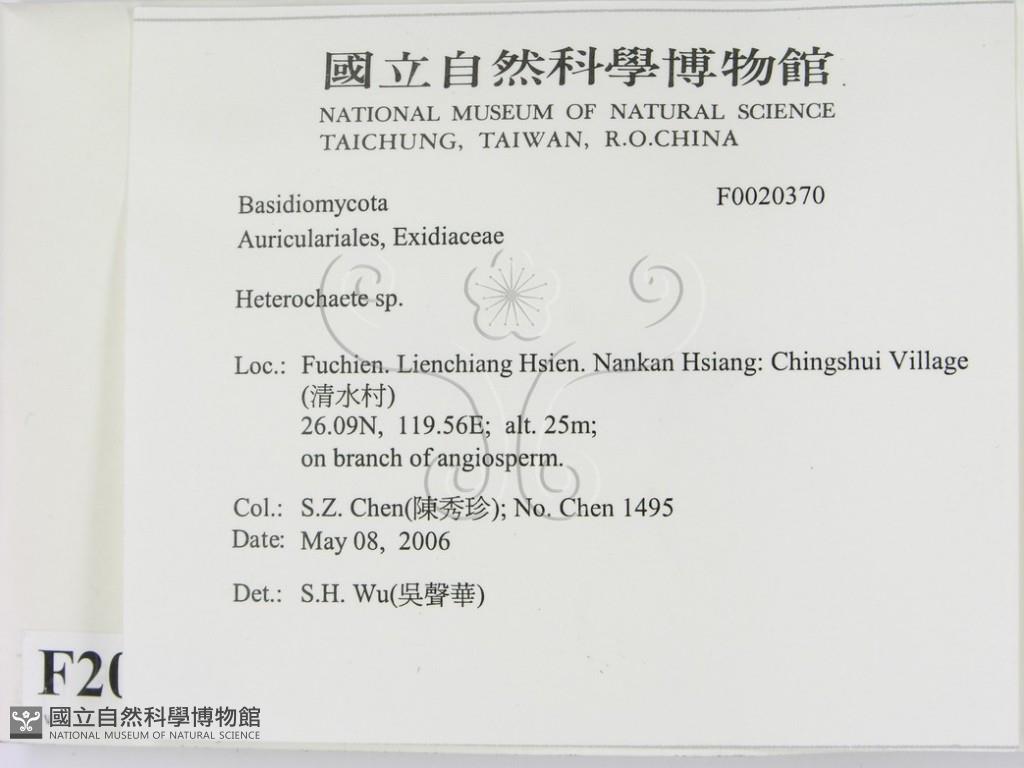 國立自然科學博物館
NATIONAL MUSEUM OF NATURAL SCIENCE
TAICHUNG, TAIWAN, R.O.CHINA
Basidiomycota F0020370
Auriculariales, Exidiaceae
Heterochaete sp.
Loc.: Fuchien. Lienchiang Hsien. Nankan Hsiang: Chingshui Village
(清水村)
26.09N, 119.56E; alt. 25m;
on branch of angiosperm.
Col.: S.Z. Chen(陳秀珍); No. Chen 1495
Date: May 08, 2006
Det.: S.H. Wu(吳聲華)
F20
國立自然科學博物館
NATIONAL MUSEUM OF NATURAL SCIENCE